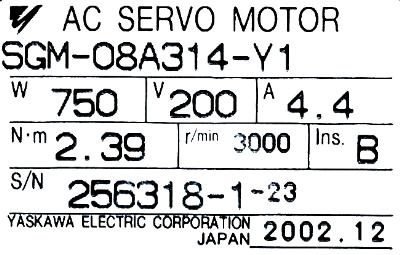 AC SERVO MOTOR
SGM-08A314-Y1
W 750 V 200 A 4.4
N·m 2.39 r/min 3000 Ins. B
S/N 256318-1-23
YASKAWA ELECTRIC CORPORATION
JAPAN 2002.12